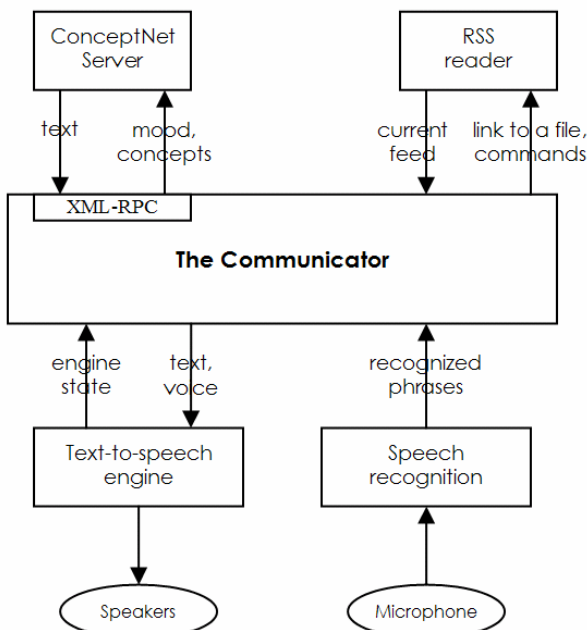 ConceptNet
Server
RSS
reader
text
mood,
concepts
current
feed
link to a file,
commands
XML-RPC
The Communicator
engine
state
text,
voice
recognized
phrases
Text-to-speech
engine
Speech
recognition
Speakers
Microphone